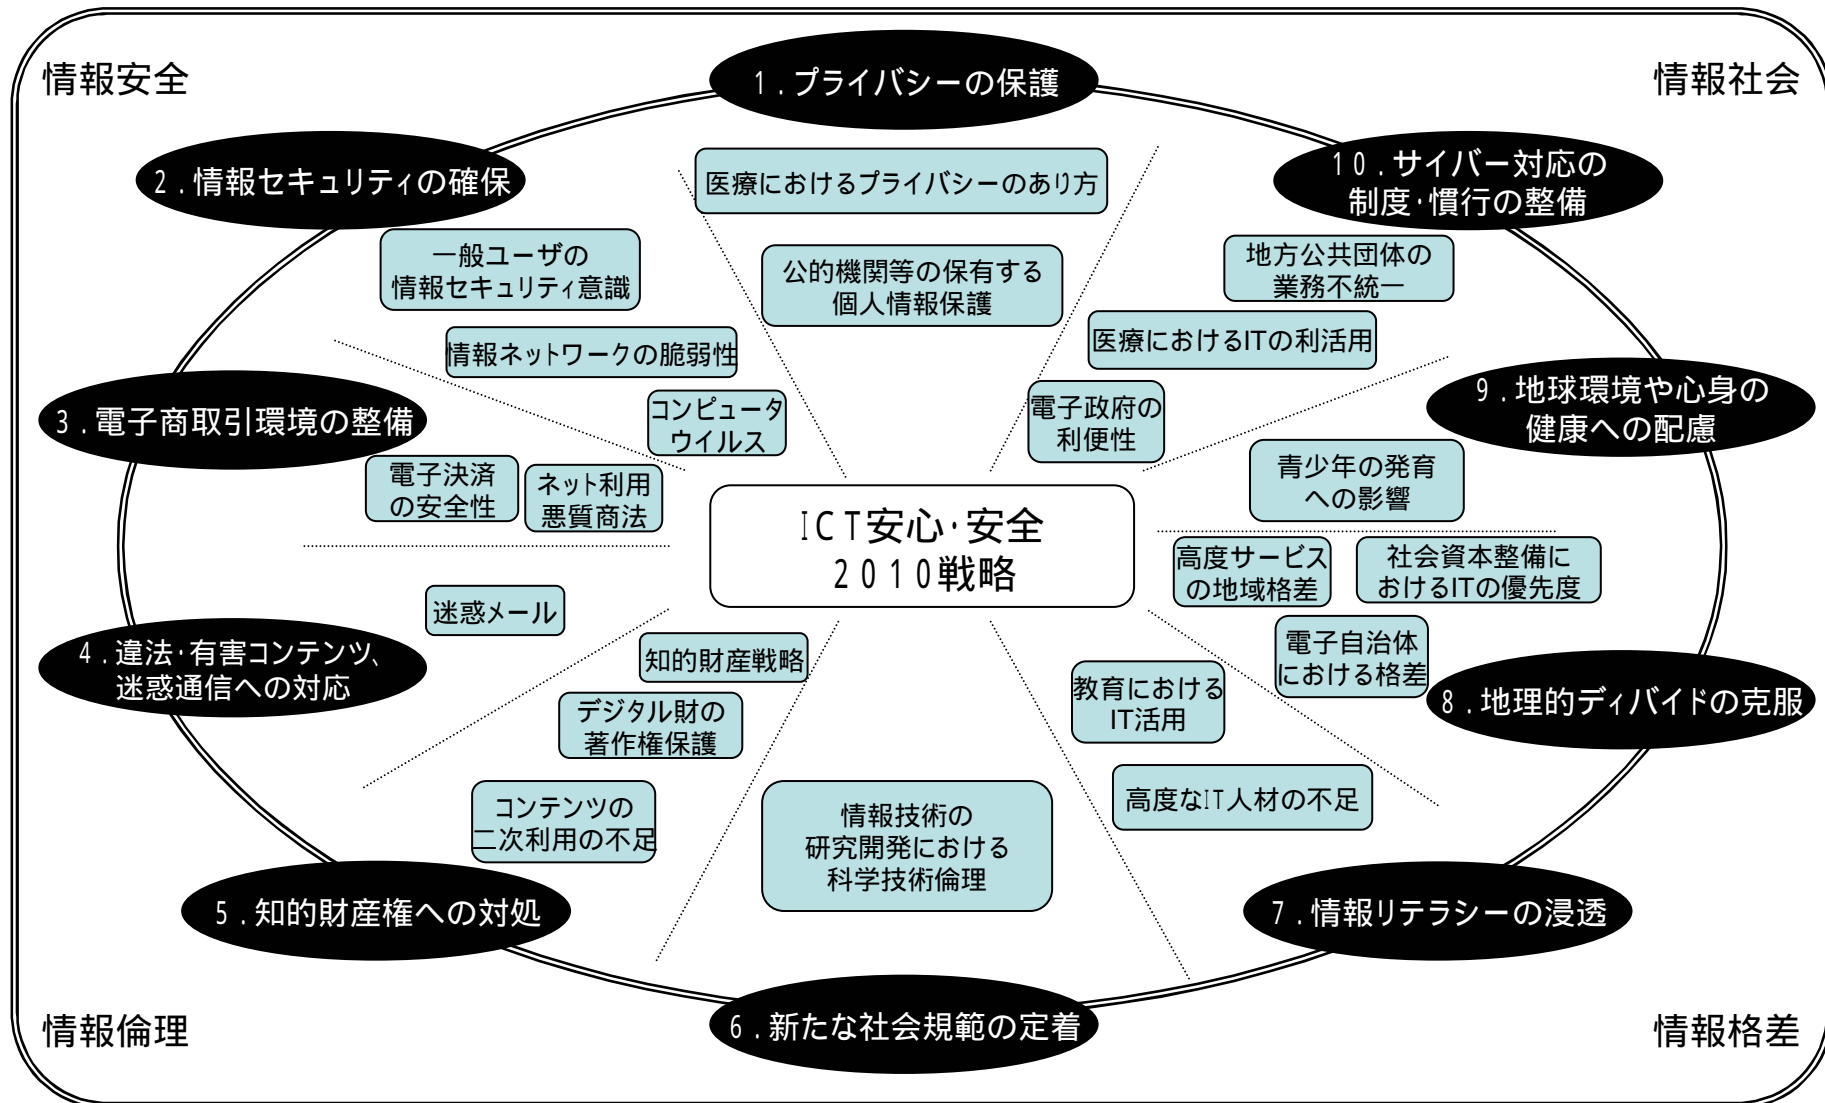 情報安全
情報社会
1.プライバシーの保護
2.情報セキュリティの確保
10.サイバー対応の
制度・慣行の整備
医療におけるプライバシーのあり方
公的機関等の保有する
個人情報保護
一般ユーザの
情報セキュリティ意識
情報ネットワークの脆弱性
コンピュータ
ウイルス
地方公共団体の
業務不統一
医療におけるITの利活用
電子政府の
利便性
3.電子商取引環境の整備
電子決済
の安全性
ネット利用
悪質商法
9.地球環境や心身の
健康への配慮
青少年の発育
への影響
ICT安心・安全
2010戦略
高度サービス
の地域格差
社会資本整備に
おけるITの優先度
電子自治体
における格差
8.地理的ディバイドの克服
迷惑メール
4.違法・有害コンテンツ、
迷惑通信への対応
知的財産戦略
デジタル財の
著作権保護
コンテンツの
二次利用の不足
5.知的財産権への対処
情報技術の
研究開発における
科学技術倫理
教育における
IT活用
高度なIT人材の不足
7.情報リテラシーの浸透
6.新たな社会規範の定着
情報倫理
情報格差